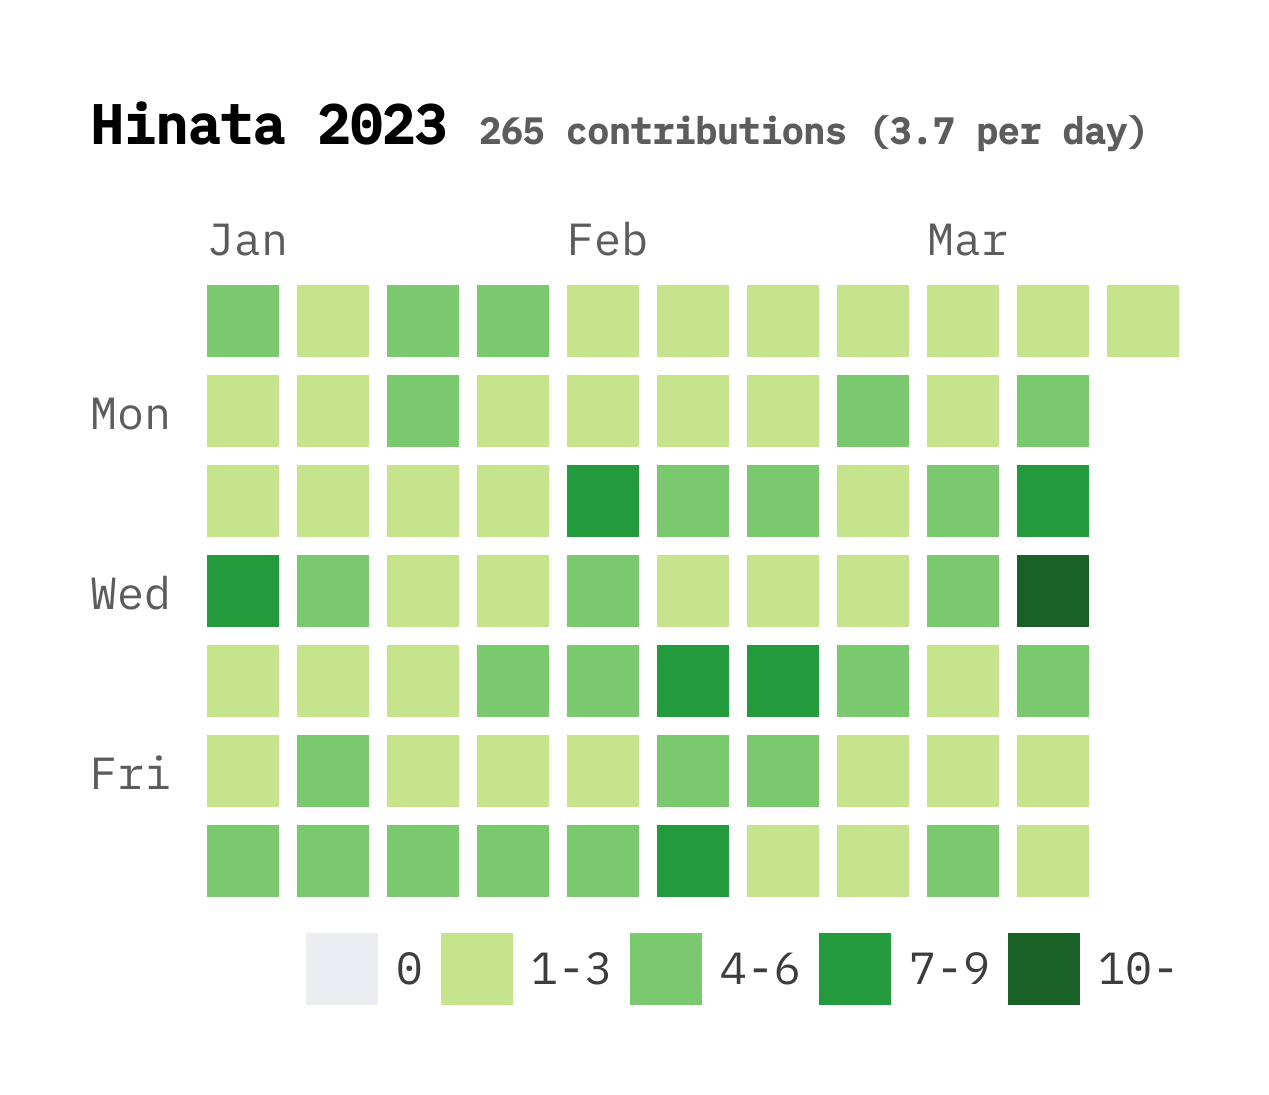 Hinata 2023 265 contributions (3.7 per day)
Jan Feb Mar
Mon
Wed
Fri
0 1-3 4-6 7-9 10-